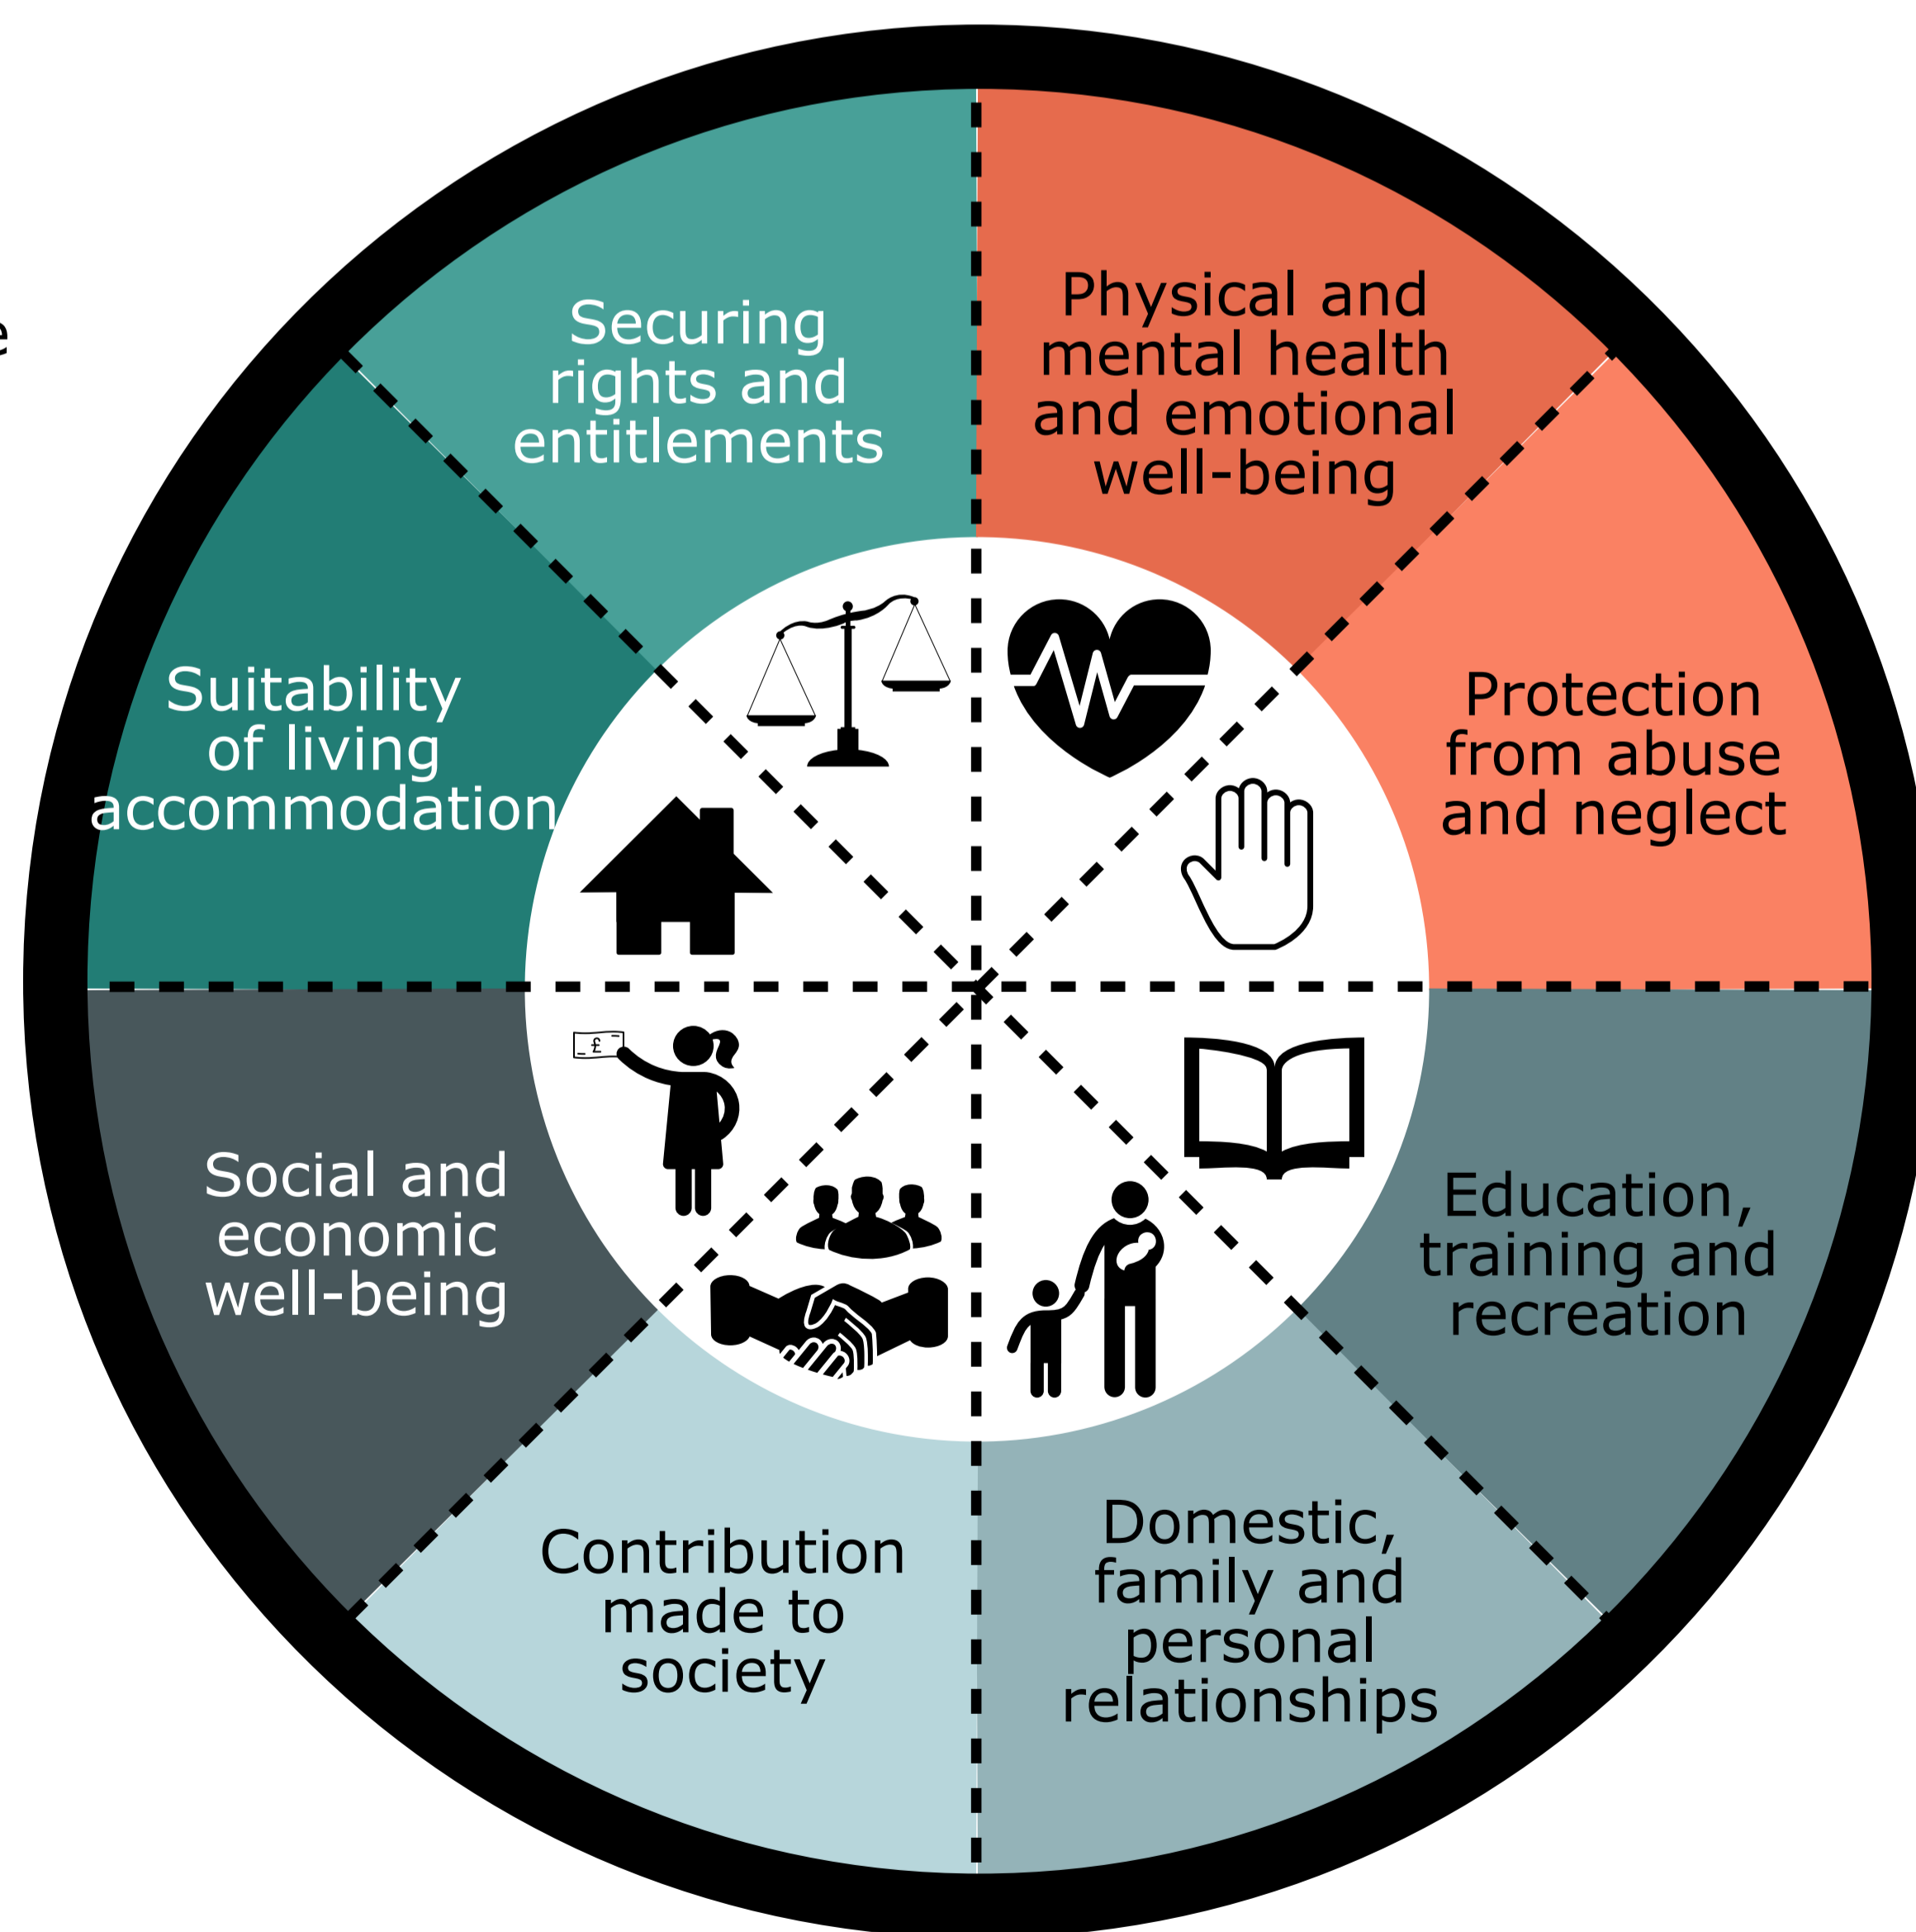 Securing
rights and
entitlements
Physical and
mental health
and emotional
well-being
Suitability
of living
accommodation
Protection
from abuse
and neglect
£
Social and
economic
well-being
Education,
training and
recreation
Contribution
made to
society
Domestic,
family and
personal
relationships